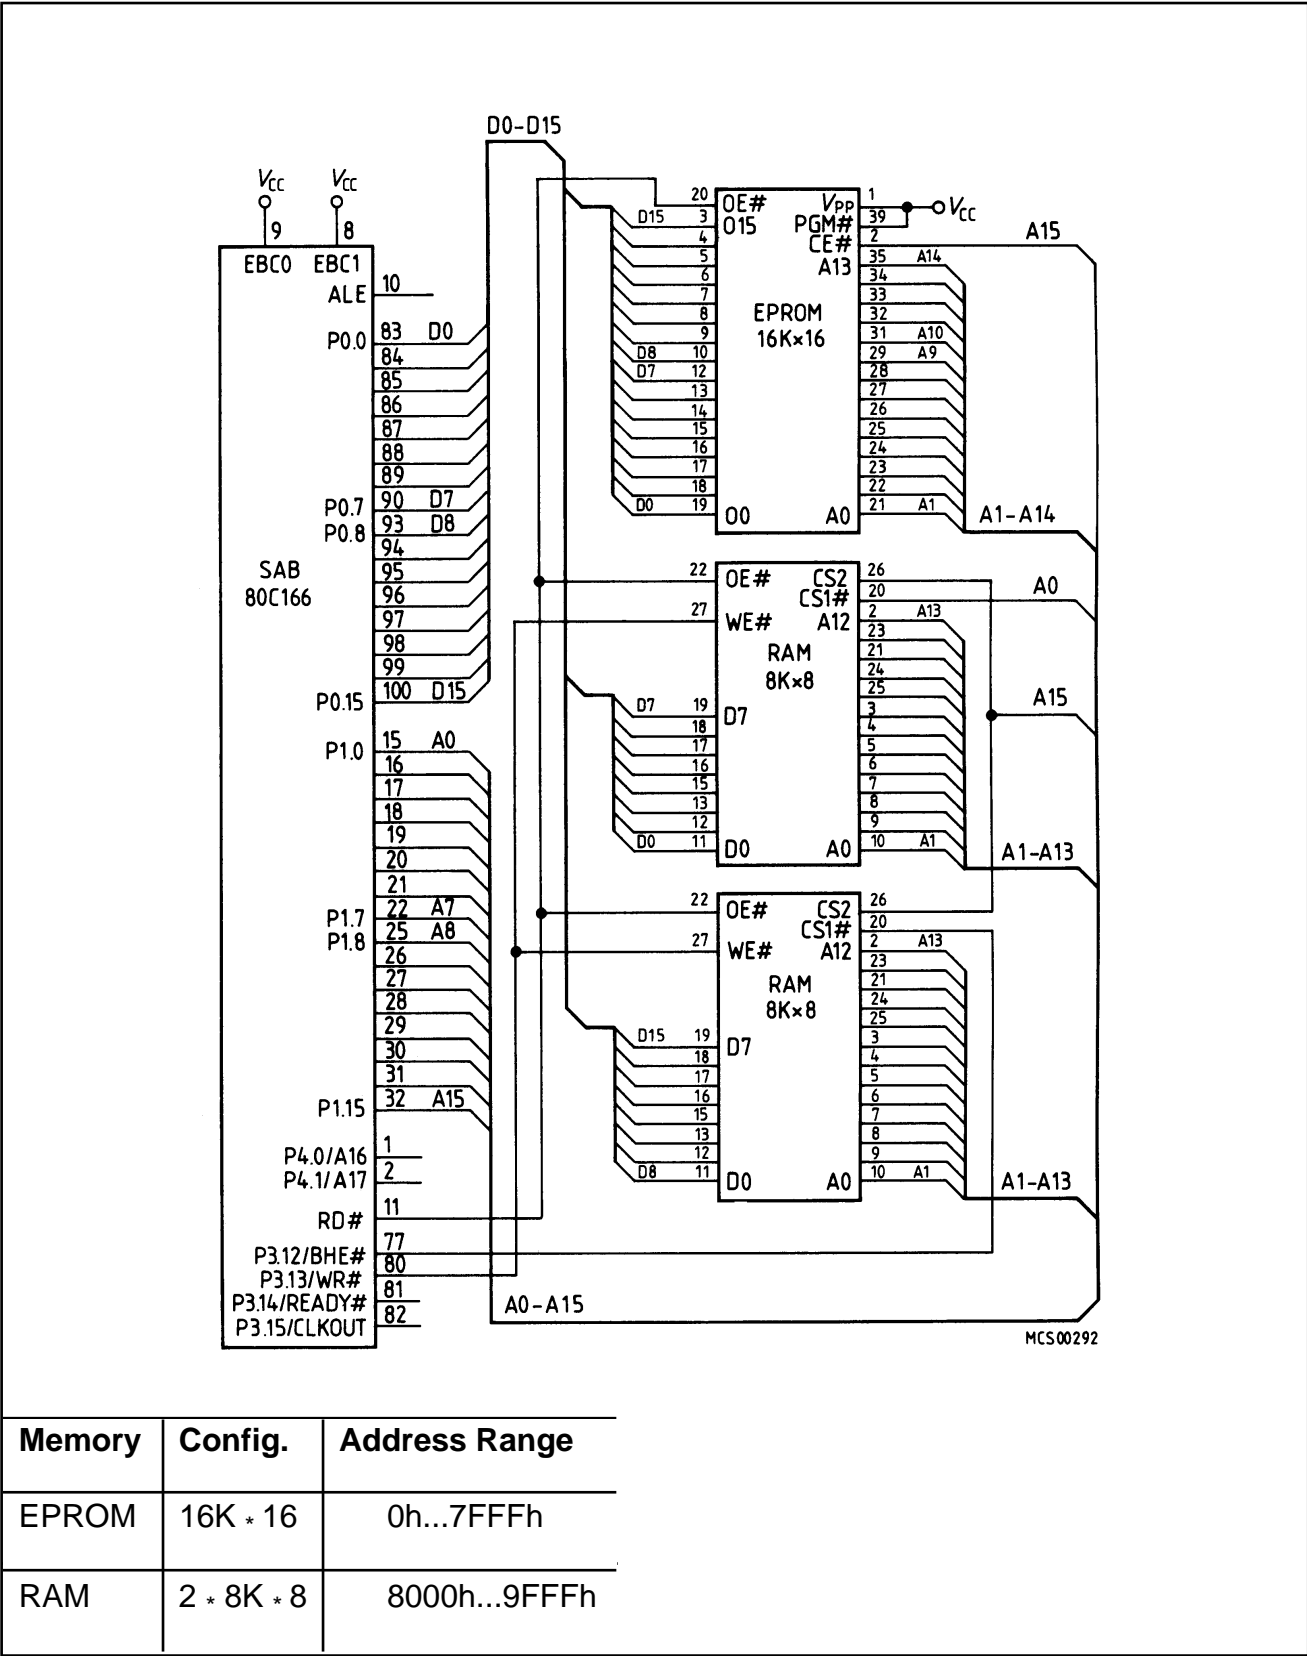 D0-D15
VCC VCC
9 8
EBC0 EBC1
ALE 10
P0.0 83 D0
84
85
86
87
88
89
P0.7 90 D7
P0.8 93 D8
94
95
96
97
98
99
P0.15 100 D15
SAB
80C166
P1.0 15 A0
16
17
18
19
20
21
P1.7 22 A7
P1.8 25 A8
26
27
28
29
30
31
P1.15 32 A15
P4.0/A16 1
P4.1/A17 2
RD# 11
P3.12/BHE# 77
P3.13/WR# 80
P3.14/READY# 81
P3.15/CLKOUT 82
A0-A15
20 OE# VPP 1 VCC
D15 3 O15 PGM# 39
4 CE# 2 A15
5 A13 35 A14
6 34
7 33
8 32
9 31 A10
D8 10 29 A9
D7 12 28
13 27
14 26
15 25
16 24
17 23
18 22
D0 19 O0 A0 21 A1
EPROM
16K×16
A1-A14
22 OE# CS2 26
CS1# 20 A0
27 WE# A12 2 A13
23
21
24
25
RAM
8K×8
A15
D7 19 D7 3
18 4
17 5
16 6
15 7
13 8
12 9
D0 11 D0 A0 10 A1
A1-A13
22 OE# CS2 26
CS1# 20
27 WE# A12 2 A13
23
21
24
25
RAM
8K×8
D15 19 D7 3
18 4
17 5
16 6
15 7
13 8
12 9
D8 11 D0 A0 10 A1
A1-A13
MCS00292
Memory Config. Address Range
EPROM 16K * 16 0h...7FFFh
RAM 2 * 8K * 8 8000h...9FFFh